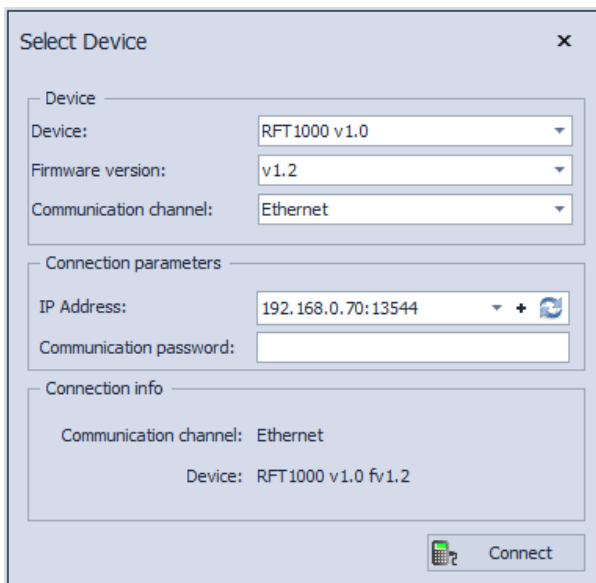 Select Device
Device
Device: RFT1000 v1.0
Firmware version: v1.2
Communication channel: Ethernet
Connection parameters
IP Address: 192.168.0.70:13544
Communication password:
Connection info
Communication channel: Ethernet
Device: RFT1000 v1.0 fv1.2
Connect